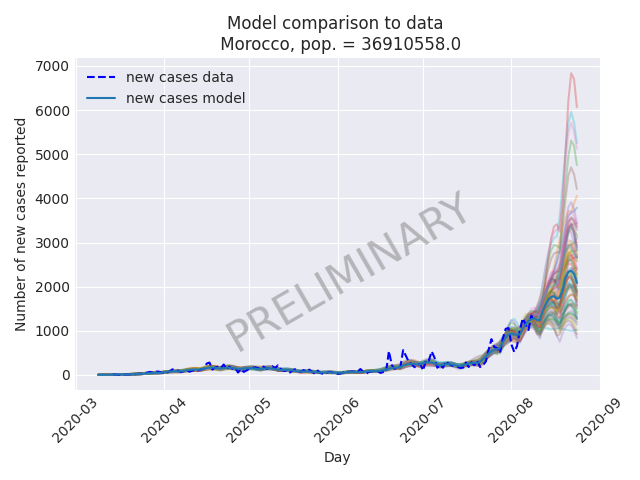 Model comparison to data
Morocco, pop. = 36910558.0
new cases data
new cases model
Number of new cases reported
7000
6000
5000
4000
3000
2000
1000
0
PRELIMINARY
2020-03
2020-04
2020-05
2020-06
2020-07
2020-08
2020-09
Day